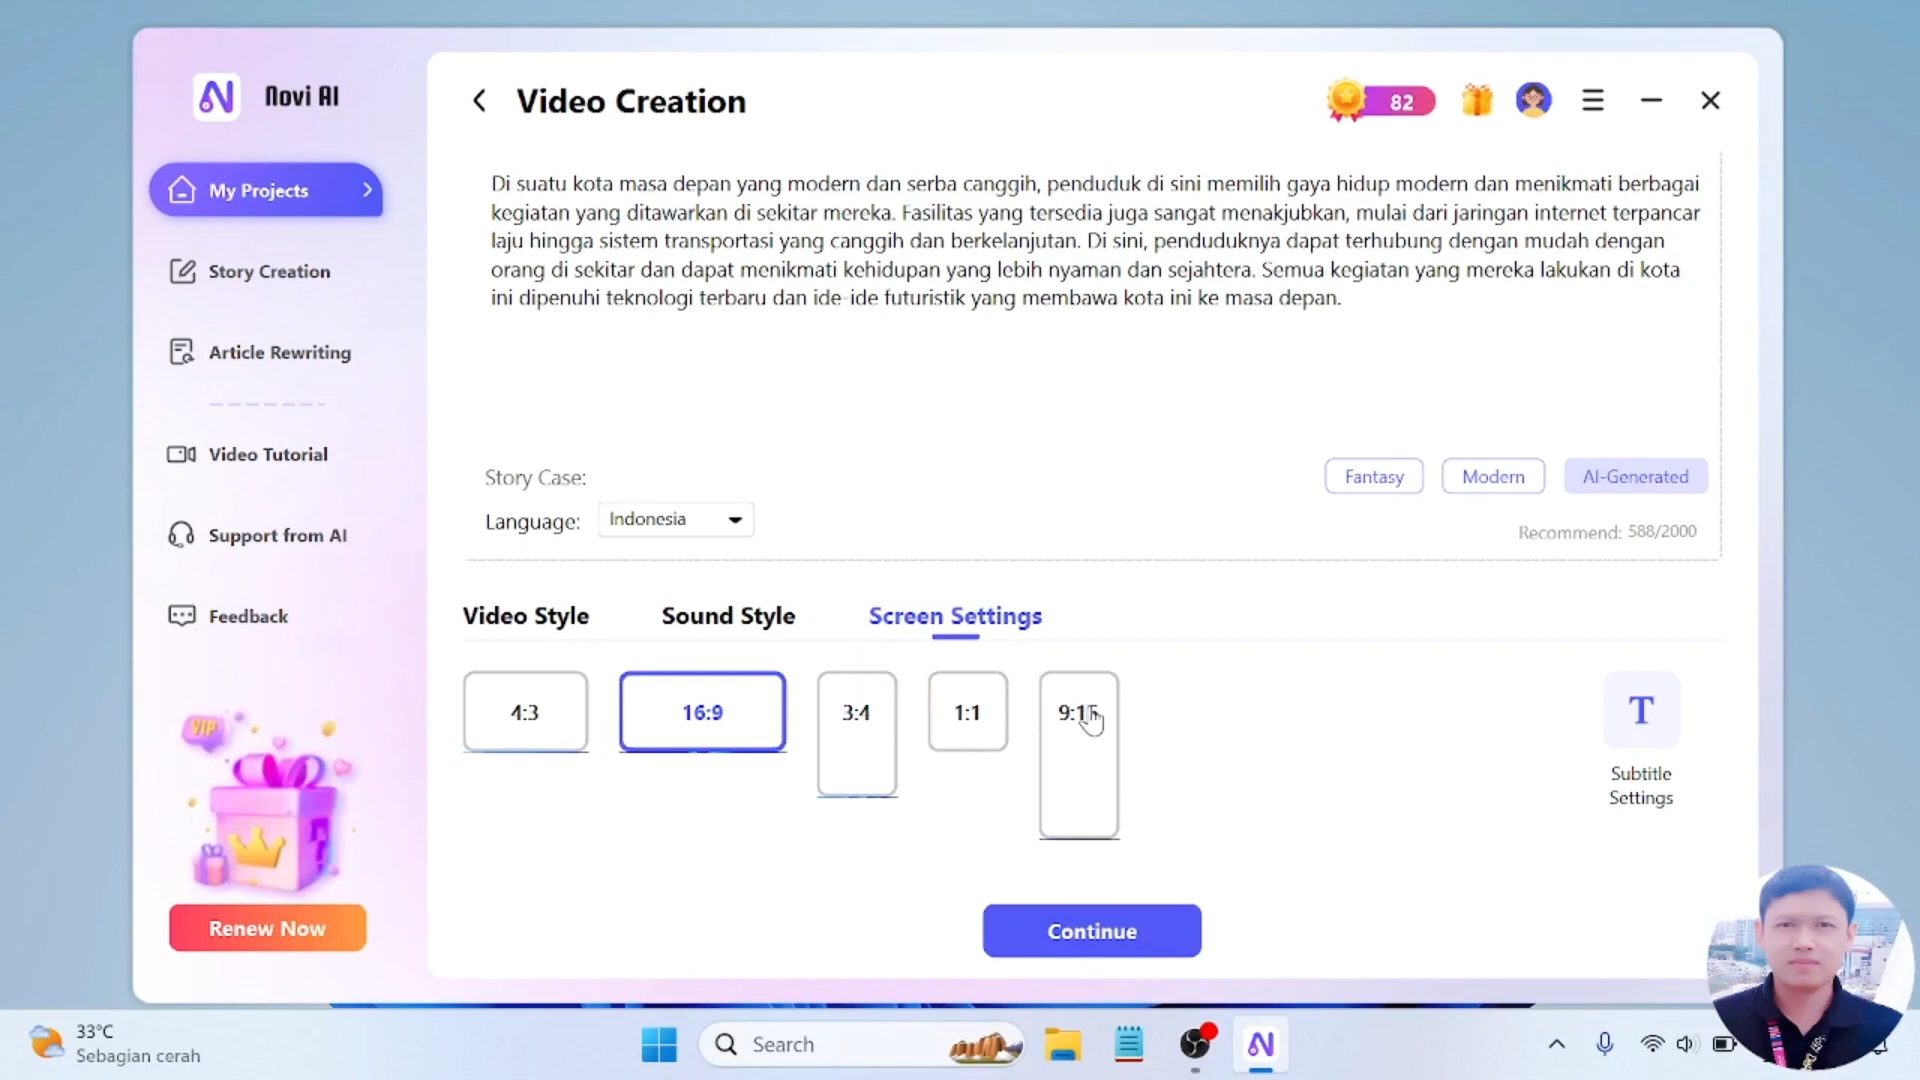 Novi AI
Video Creation
82
My Projects
Story Creation
Article Rewriting
Video Tutorial
Support from AI
Feedback
VIP
Renew Now
Di suatu kota masa depan yang modern dan serba canggih, penduduk di sini memilih gaya hidup modern dan menikmati berbagai
kegiatan yang ditawarkan di sekitar mereka. Fasilitas yang tersedia juga sangat menakjubkan, mulai dari jaringan internet terpancar
laju hingga sistem transportasi yang canggih dan berkelanjutan. Di sini, penduduknya dapat terhubung dengan mudah dengan
orang di sekitar dan dapat menikmati kehidupan yang lebih nyaman dan sejahtera. Semua kegiatan yang mereka lakukan di kota
ini dipenuhi teknologi terbaru dan ide-ide futuristik yang membawa kota ini ke masa depan.
Story Case:
Fantasy
Modern
AI-Generated
Language:
Indonesia
Recommend: 588/2000
Video Style
Sound Style
Screen Settings
4:3
16:9
3:4
1:1
T
Subtitle
Settings
Continue
33°C
Sebagian cerah
Search